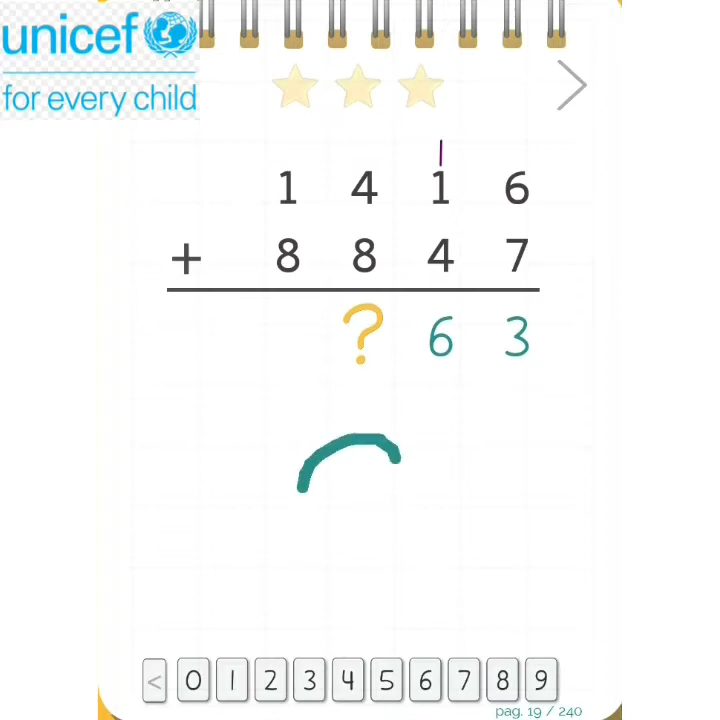 unicef
for every child
1
1 4 1 6
+ 8 8 4 7
? 6 3
< 0 1 2 3 4 5 6 7 8 9
pag. 19 / 240